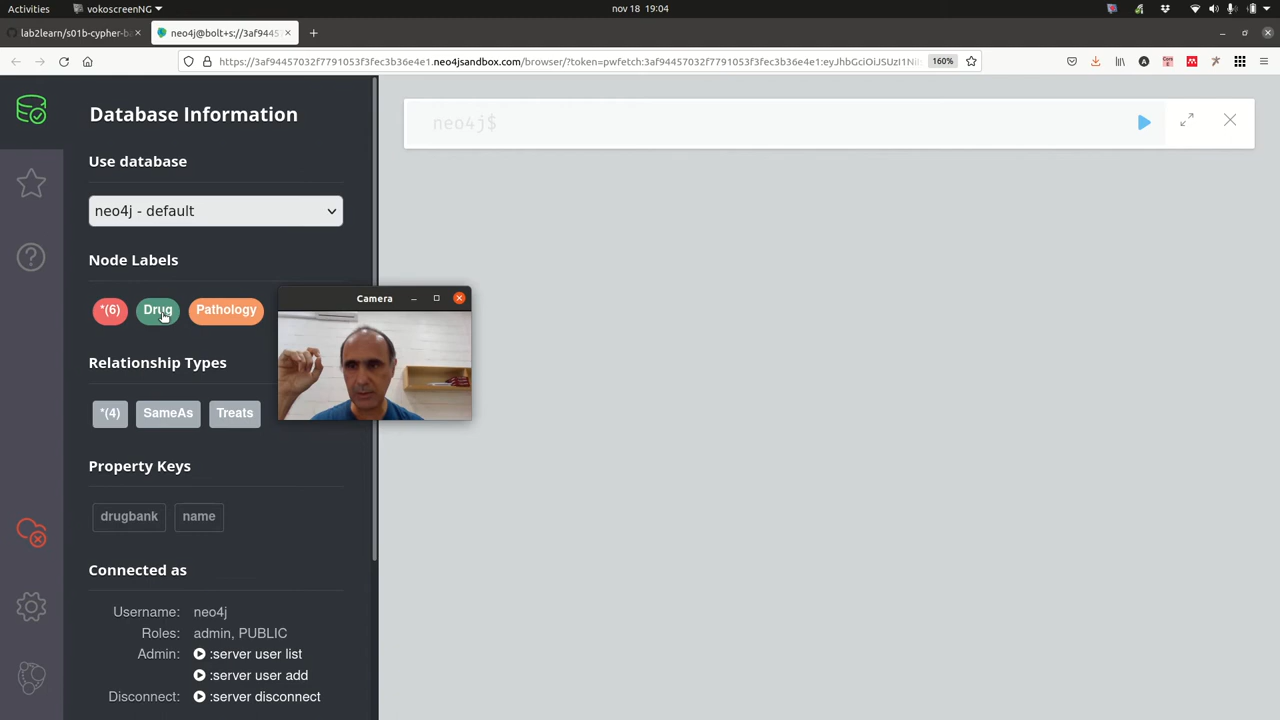 Activities
vokoscreenNG
nov 18 19:04
lab2learn/s01b-cypher-ba
neo4j@bolt+s://3af94457
https://3af94457032f7791053f3fec3b36e4e1.neo4jsandbox.com/browser/?token=pwfetch:3af94457032f7791053f3fec3b36e4e1:eyJhbGciOiJSUzI1Ni
160%
Database Information
neo4j$
Use database
neo4j - default
Node Labels
*(6)
Drug
Pathology
Camera
Relationship Types
*(4)
SameAs
Treats
Property Keys
drugbank
name
Connected as
Username: neo4j
Roles: admin, PUBLIC
Admin: :server user list
:server user add
Disconnect: :server disconnect